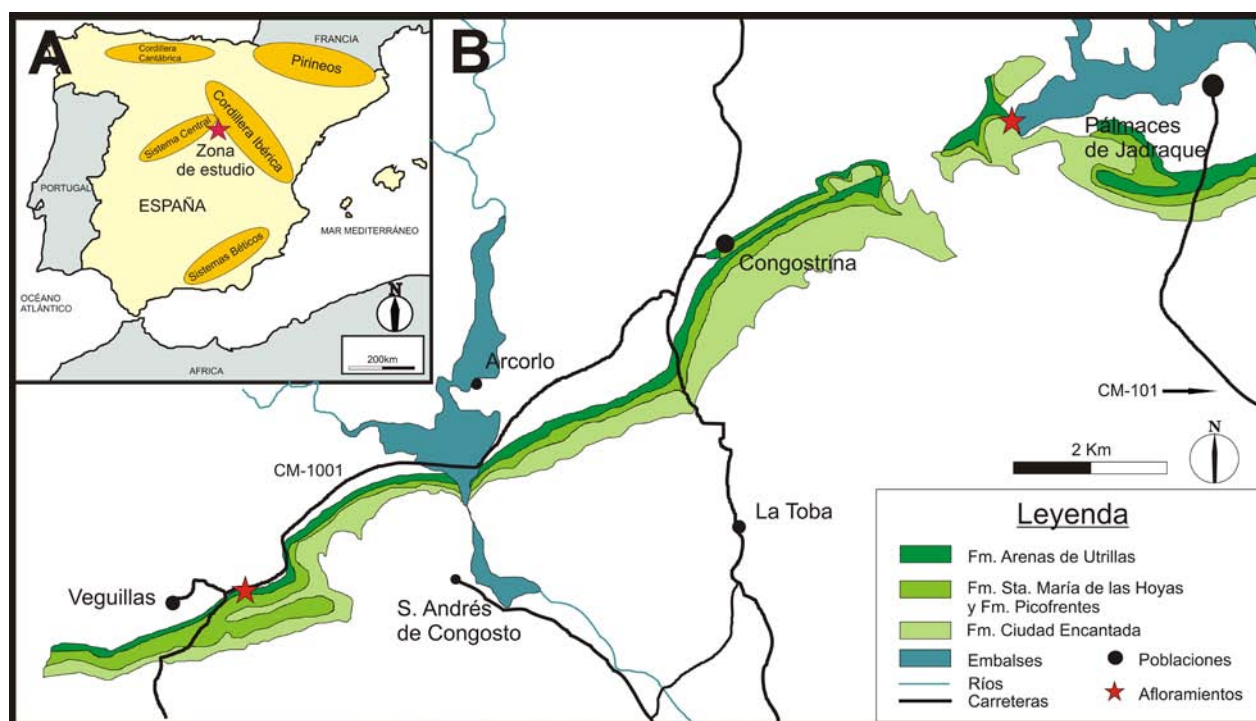 A
FRANCIA
Cordillera
Cantábrica
Pirineos
Cordillera Ibérica
Sistema Central
Zona
de estudio
PORTUGAL
ESPAÑA
MAR MEDITERRÁNEO
Sistemas Béticos
OCÉANO
ATLÁNTICO
N
200km
AFRICA
B
Pálmaces
de Jadraque
Congostrina
Arcorlo
CM-101
N
2 Km
CM-1001
La Toba
Veguillas
S. Andrés
de Congosto
Leyenda
Fm. Arenas de Utrillas
Fm. Sta. María de las Hoyas
y Fm. Picofrentes
Fm. Ciudad Encantada
Embalses
Poblaciones
Ríos
Carreteras
Afloramientos